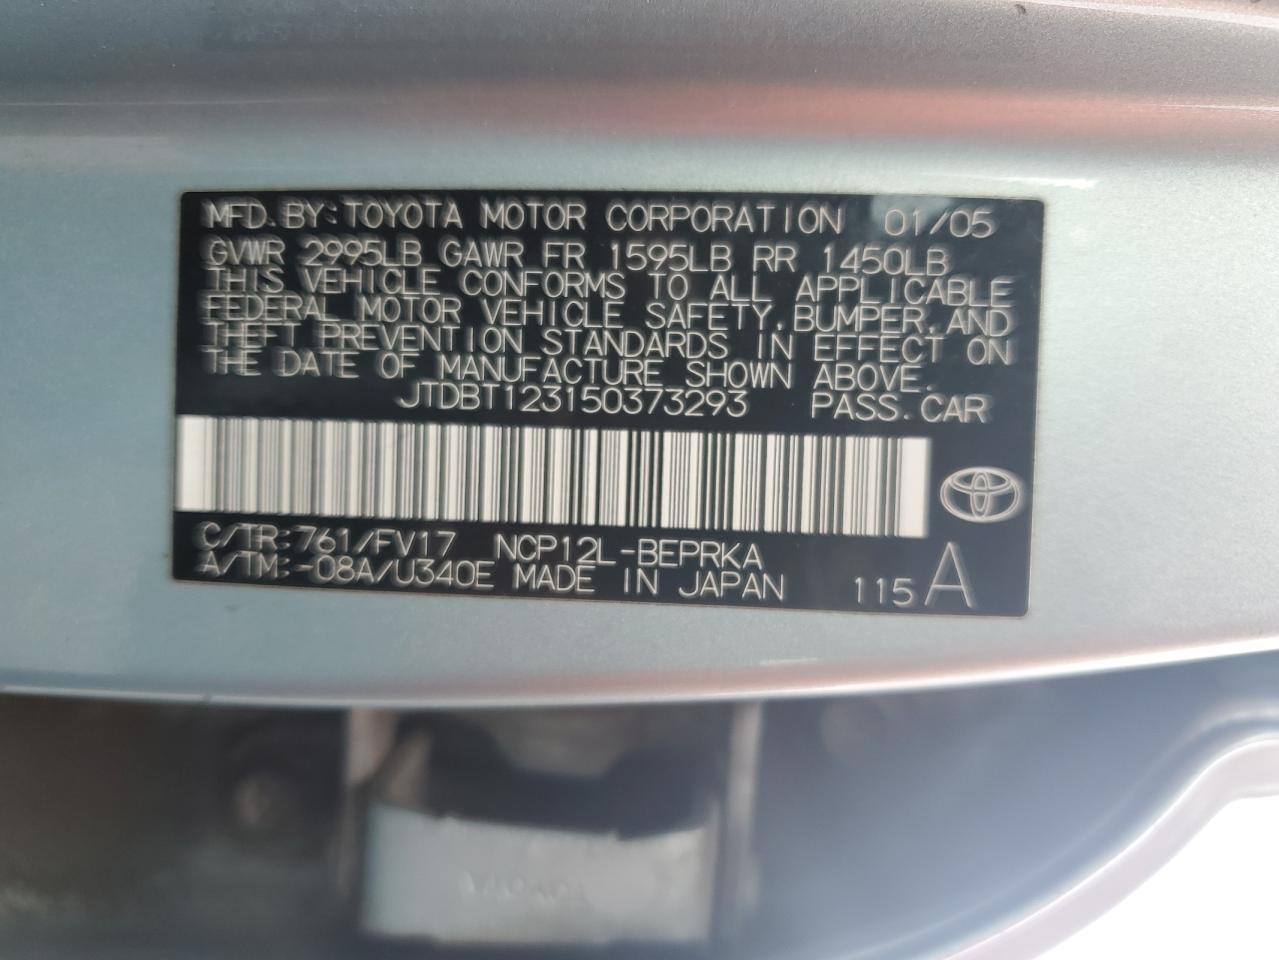 MFD. BY: TOYOTA MOTOR CORPORATION 01/05
GVWR 2995LB GAWR FR 1595LB RR 1450LB
THIS VEHICLE CONFORMS TO ALL APPLICABLE
FEDERAL MOTOR VEHICLE SAFETY, BUMPER, AND
THEFT PREVENTION STANDARDS IN EFFECT ON
THE DATE OF MANUFACTURE SHOWN ABOVE.
JTDBT123150373293 PASS. CAR
C/TR: 761/FV17 NCP12L-BEPRKA
A/TM: -08A/U340E MADE IN JAPAN 115 A